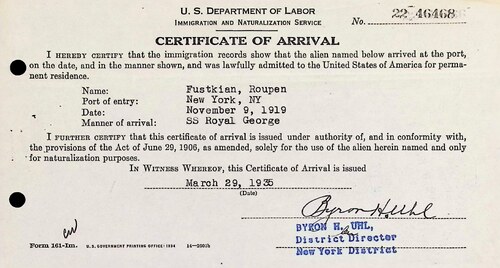 U. S. DEPARTMENT OF LABOR
IMMIGRATION AND NATURALIZATION SERVICE
No. 22 46468
CERTIFICATE OF ARRIVAL
I HEREBY CERTIFY that the immigration records show that the alien named below arrived at the port,
on the date, and in the manner shown, and was lawfully admitted to the United States of America for perma-
nent residence.
Name: Fustkian, Roupen
Port of entry: New York, NY
Date: November 9, 1919
Manner of arrival: SS Royal George
I FURTHER CERTIFY that this certificate of arrival is issued under authority of, and in conformity with,
the provisions of the Act of June 29, 1906, as amended, solely for the use of the alien herein named and only
for naturalization purposes.
IN WITNESS WHEREOF, this Certificate of Arrival is issued
March 29, 1935
(Date)
Byron H. Uhl
BYRON H. UHL,
District Director
New York District
Form 161-Im. U. S. GOVERNMENT PRINTING OFFICE: 1934